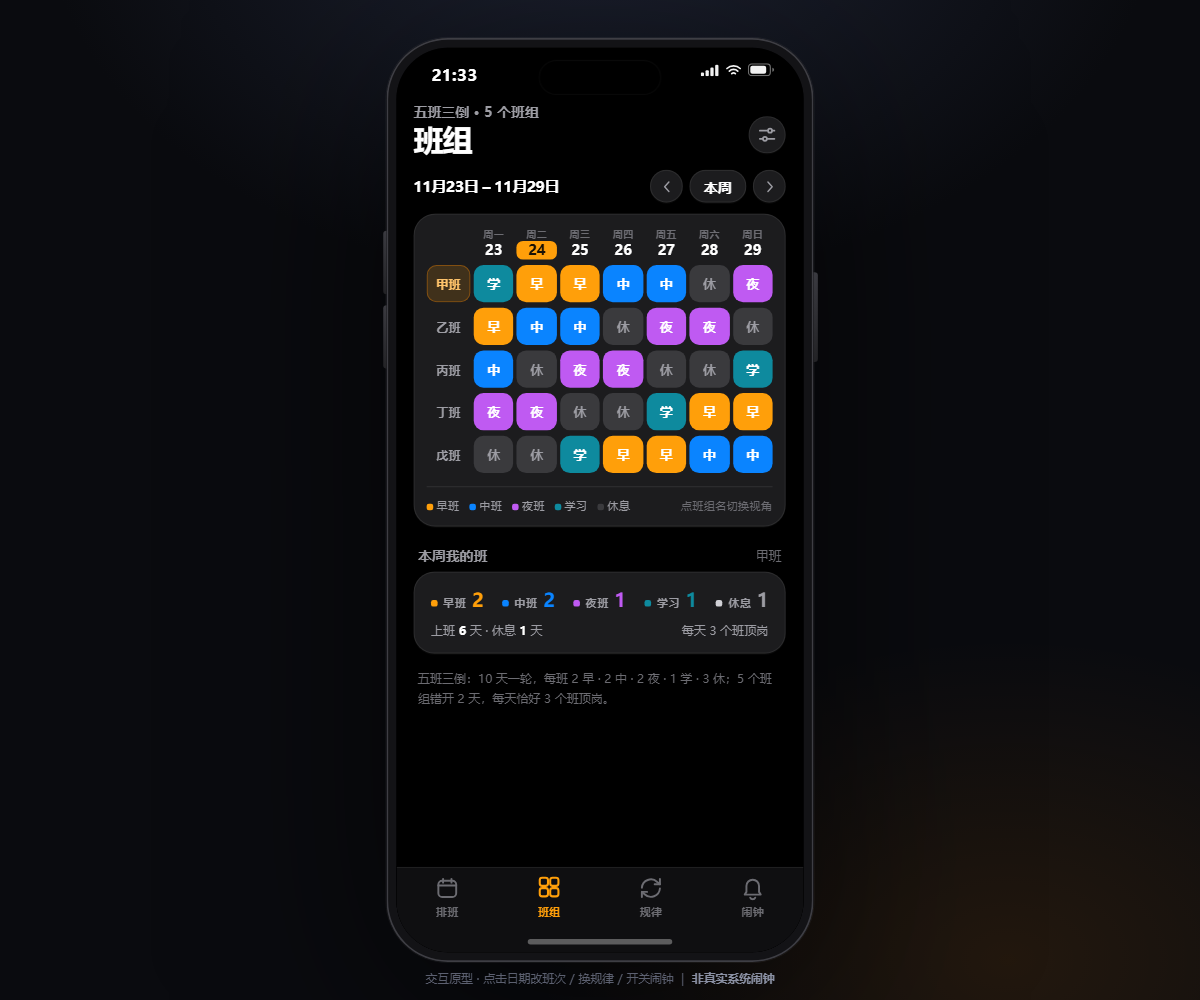 21:33
五班三倒 • 5 个班组
班组
11月23日 – 11月29日
本周
周一 周二 周三 周四 周五 周六 周日
23 24 25 26 27 28 29
甲班 学 早 早 中 中 休 夜
乙班 早 中 中 休 夜 夜 休
丙班 中 休 夜 夜 休 休 学
丁班 夜 夜 休 休 学 早 早
戊班 休 休 学 早 早 中 中
早班 中班 夜班 学习 休息 点班组名切换视角
本周我的班 甲班
早班 2 中班 2 夜班 1 学习 1 休息 1
上班 6 天 · 休息 1 天 每天 3 个班顶岗
五班三倒：10 天一轮，每班 2 早 · 2 中 · 2 夜 · 1 学 · 3 休；5 个班
组错开 2 天，每天恰好 3 个班顶岗。
排班 班组 规律 闹钟
交互原型 · 点击日期改班次 / 换规律 / 开关闹钟 ｜ 非真实系统闹钟